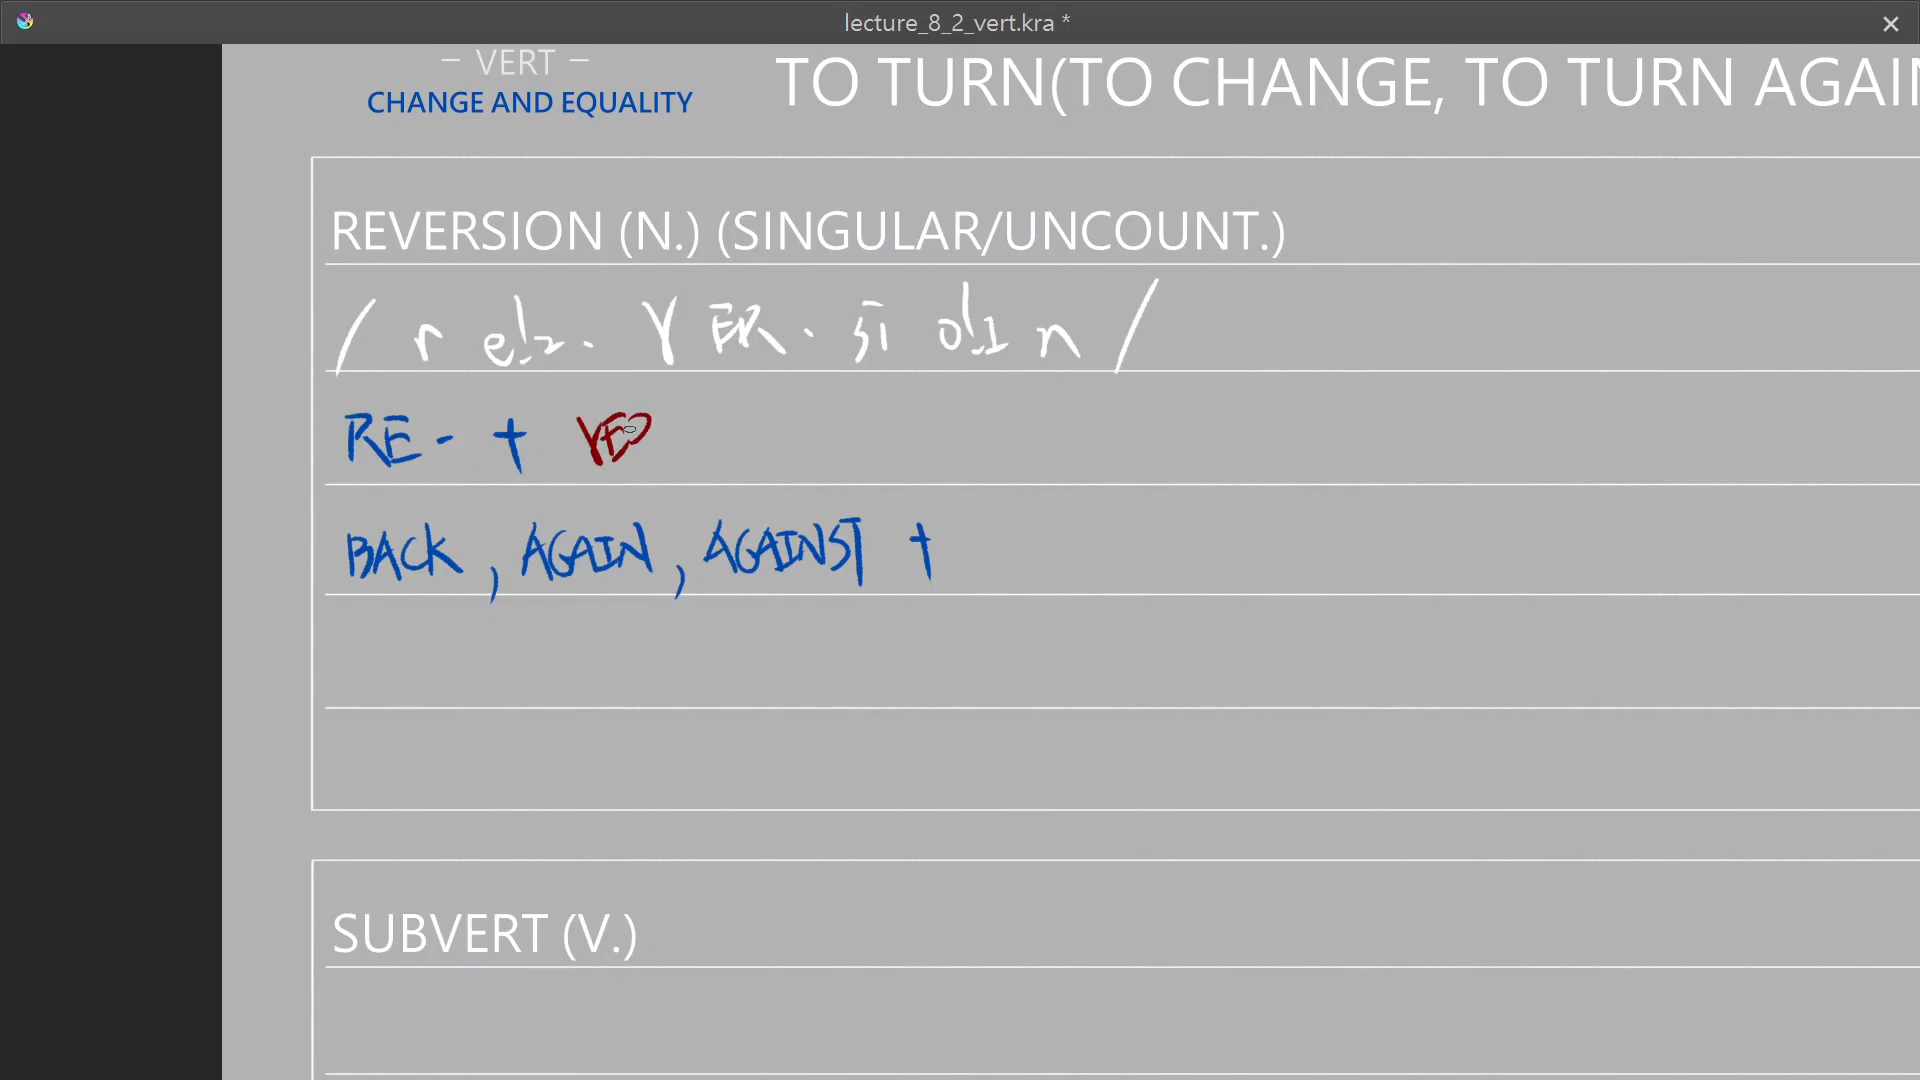 lecture_8_2_vert.kra *
– VERT –
CHANGE AND EQUALITY
TO TURN(TO CHANGE, TO TURN AGAIN
REVERSION (N.) (SINGULAR/UNCOUNT.)
RE- +
BACK, AGAIN, AGAINST +
SUBVERT (V.)